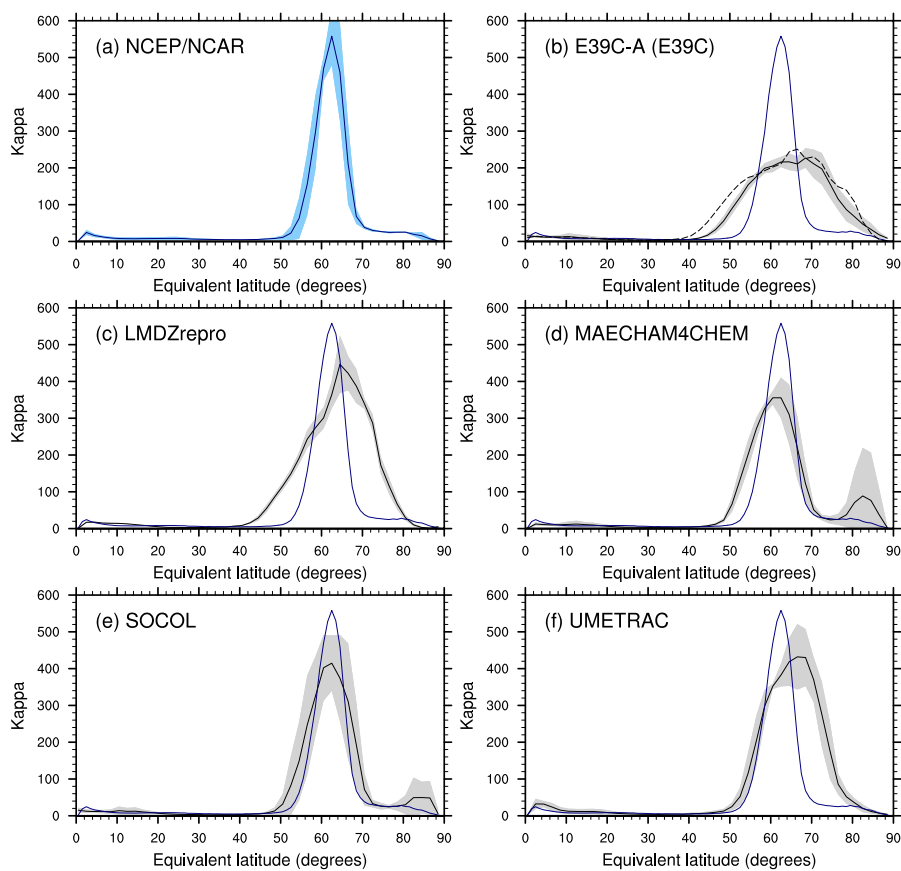 (a) NCEP/NCAR
Kappa
600
500
400
300
200
100
0
0 10 20 30 40 50 60 70 80 90
Equivalent latitude (degrees)
(b) E39C-A (E39C)
Kappa
600
500
400
300
200
100
0
0 10 20 30 40 50 60 70 80 90
Equivalent latitude (degrees)
(c) LMDZrepro
Kappa
600
500
400
300
200
100
0
0 10 20 30 40 50 60 70 80 90
Equivalent latitude (degrees)
(d) MAECHAM4CHEM
Kappa
600
500
400
300
200
100
0
0 10 20 30 40 50 60 70 80 90
Equivalent latitude (degrees)
(e) SOCOL
Kappa
600
500
400
300
200
100
0
0 10 20 30 40 50 60 70 80 90
Equivalent latitude (degrees)
(f) UMETRAC
Kappa
600
500
400
300
200
100
0
0 10 20 30 40 50 60 70 80 90
Equivalent latitude (degrees)